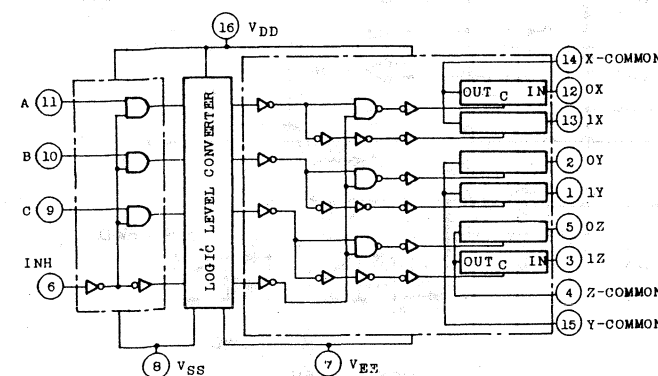 16 VDD
14 X-COMMON
A 11
OUT C IN 12 0X
13 1X
B 10
LOGIC LEVEL CONVERTER
2 0Y
1 1Y
C 9
5 0Z
INH
6
OUT C IN 3 1Z
4 Z-COMMON
15 Y-COMMON
8 VSS
7 VEE